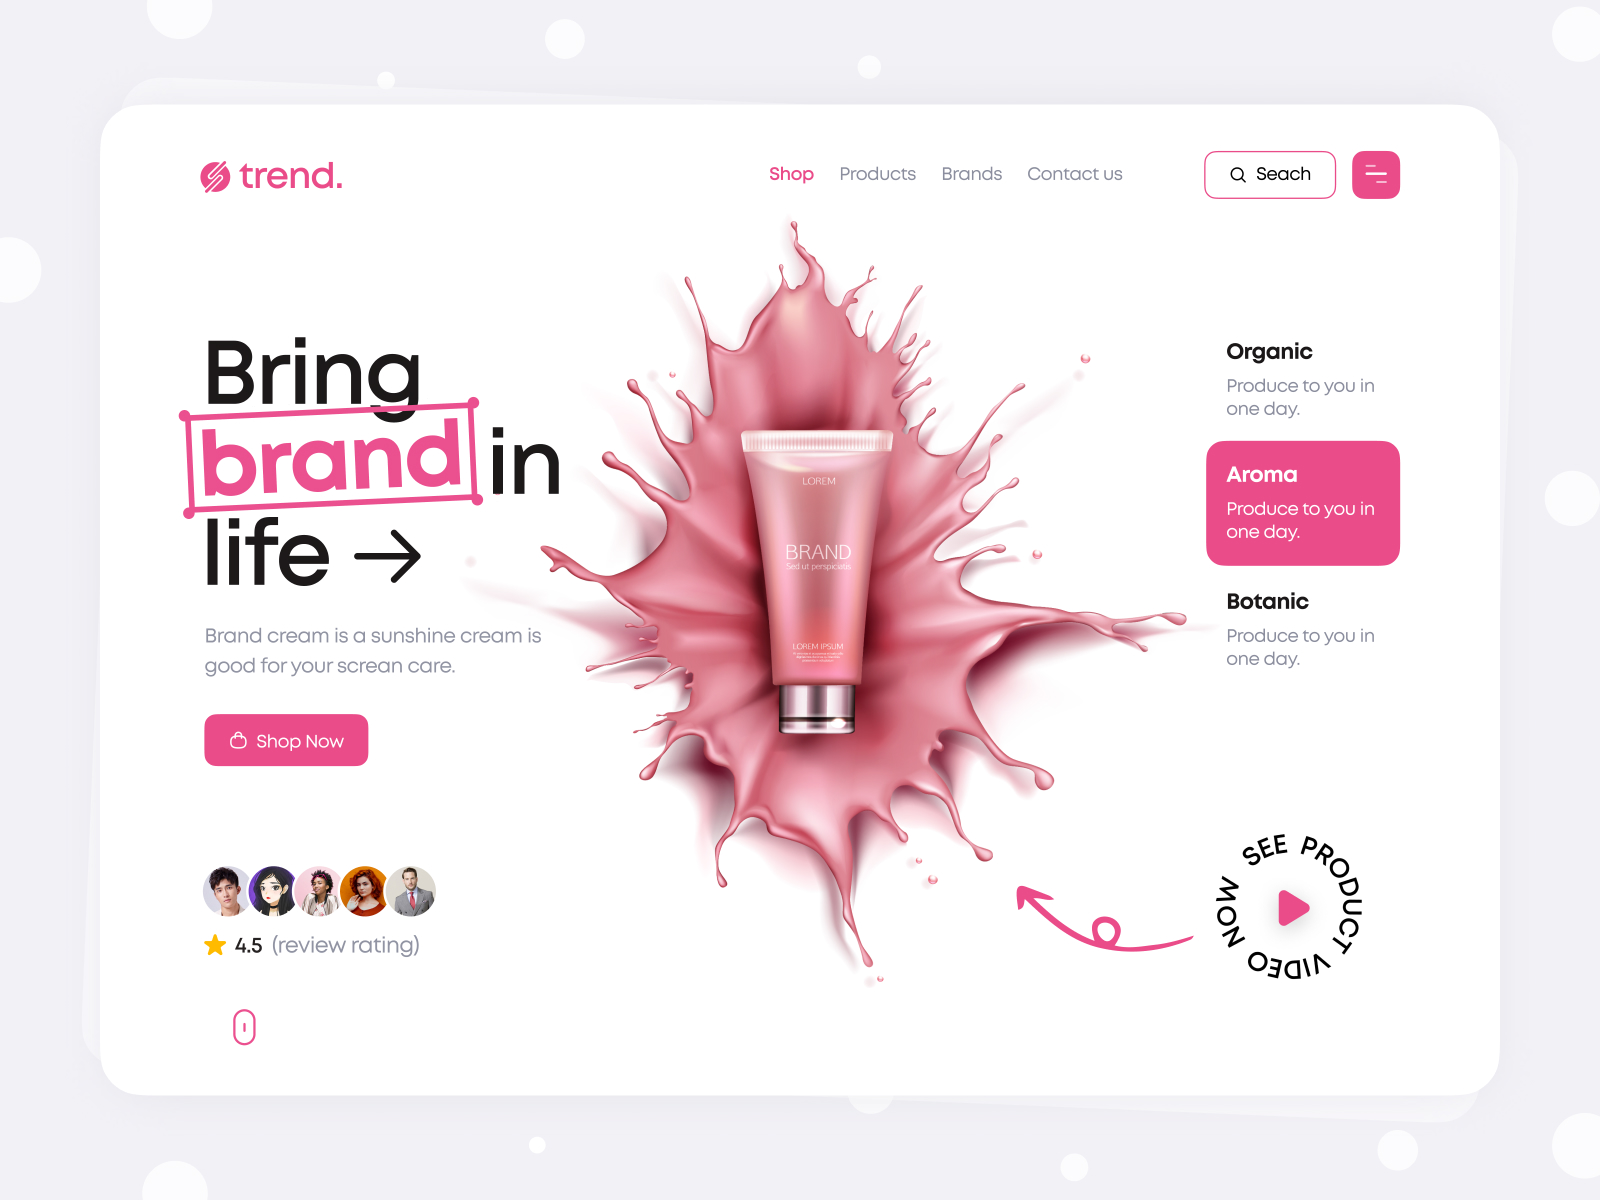 trend.
Shop
Products
Brands
Contact us
Seach
Bring
brand in
life →
Brand cream is a sunshine cream is
good for your screan care.
Shop Now
4.5 (review rating)
LOREM
BRAND
Sed ut perspiciatis
LOREM IPSUM
Organic
Produce to you in
one day.
Aroma
Produce to you in
one day.
Botanic
Produce to you in
one day.
SEE PRODUCT VIDEO NOW